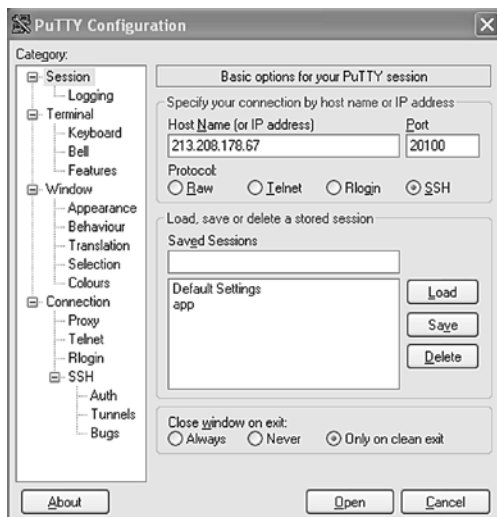 PuTTY Configuration
Category:
Session
Logging
Terminal
Keyboard
Bell
Features
Window
Appearance
Behaviour
Translation
Selection
Colours
Connection
Proxy
Telnet
Rlogin
SSH
Auth
Tunnels
Bugs
Basic options for your PuTTY session
Specify your connection by host name or IP address
Host Name (or IP address) Port
213.208.178.67 20100
Protocol:
Raw Telnet Rlogin SSH
Load, save or delete a stored session
Saved Sessions
Default Settings
app
Load
Save
Delete
Close window on exit:
Always Never Only on clean exit
About Open Cancel